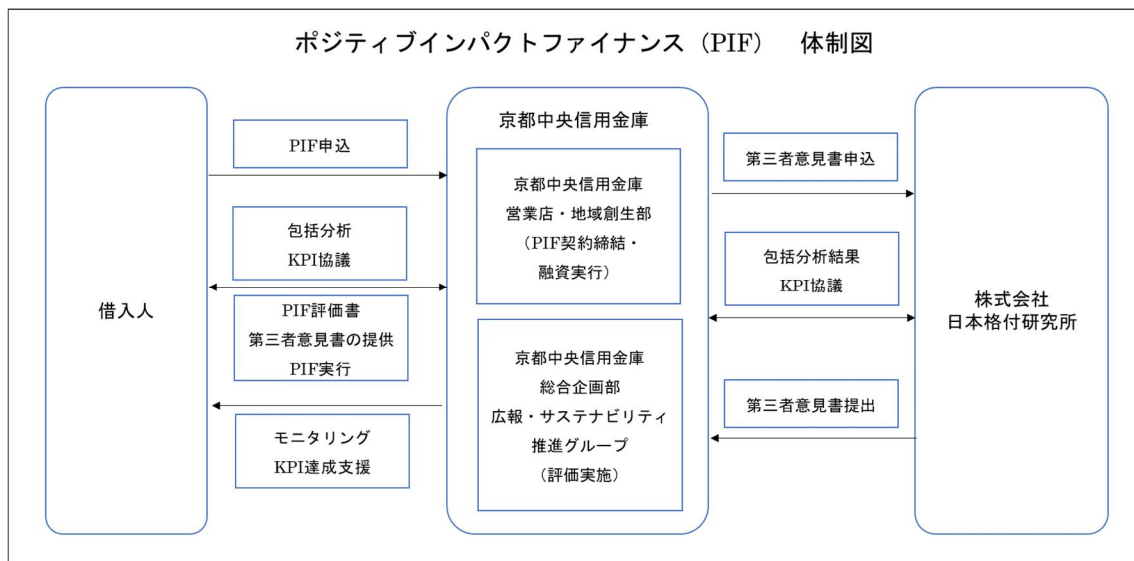 ポジティブインパクトファイナンス（PIF）　体制図
借入人
PIF申込
包括分析
KPI協議
PIF評価書
第三者意見書の提供
PIF実行
モニタリング
KPI達成支援
京都中央信用金庫
京都中央信用金庫
営業店・地域創生部
（PIF契約締結・
融資実行）
京都中央信用金庫
総合企画部
広報・サステナビリティ
推進グループ
（評価実施）
第三者意見書申込
包括分析結果
KPI協議
第三者意見書提出
株式会社
日本格付研究所